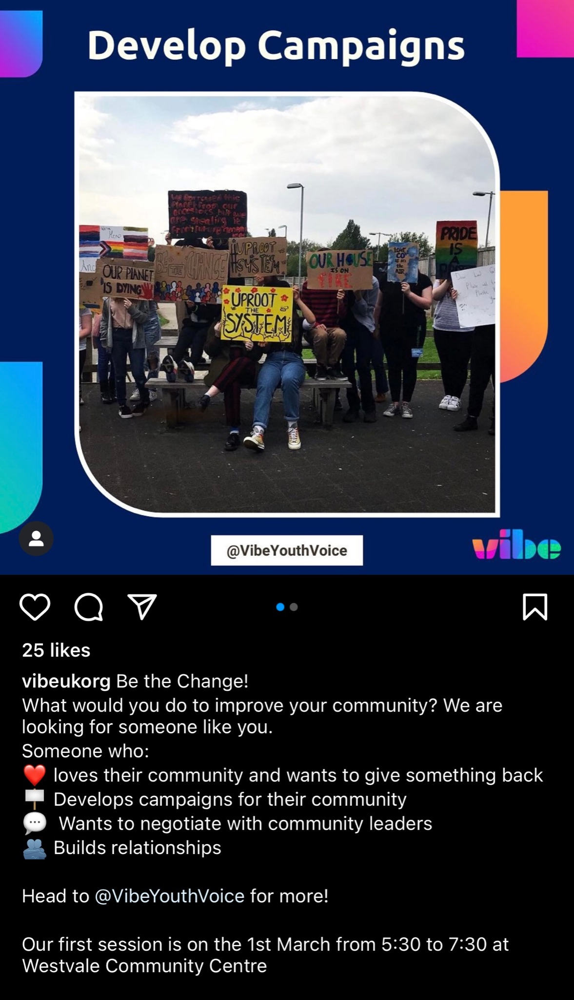 Develop Campaigns
We borrowed this
Planet from our
ancestors but we
are stealing it
from future
We're
Here
And
OUR PLANET
IS DYING
BE THE CHANGE
#UPROOT
THE
SYSTEM
UPROOT
THE
SYSTEM
OUR HOUSE
IS ON
FIRE
LOVE
CO²
is in
the
AIR
PRIDE
IS
A
@VibeYouthVoice
vibe
25 likes
vibeukorg Be the Change!
What would you do to improve your community? We are
looking for someone like you.
Someone who:
❤️ loves their community and wants to give something back
🪧 Develops campaigns for their community
💬 Wants to negotiate with community leaders
🫂 Builds relationships
Head to @VibeYouthVoice for more!
Our first session is on the 1st March from 5:30 to 7:30 at
Westvale Community Centre